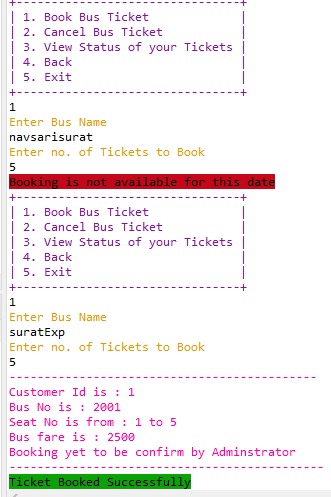 +-------------------------------+
| 1. Book Bus Ticket            |
| 2. Cancel Bus Ticket          |
| 3. View Status of your Tickets |
| 4. Back                       |
| 5. Exit                       |
+-------------------------------+
1
Enter Bus Name
navsarisurat
Enter no. of Tickets to Book
5
Booking is not available for this date
+-------------------------------+
| 1. Book Bus Ticket            |
| 2. Cancel Bus Ticket          |
| 3. View Status of your Tickets |
| 4. Back                       |
| 5. Exit                       |
+-------------------------------+
1
Enter Bus Name
suratExp
Enter no. of Tickets to Book
5
------------------------------------------
Customer Id is : 1
Bus No is : 2001
Seat No is from : 1 to 5
Bus fare is : 2500
Booking yet to be confirm by Adminstrator
-------------------------------------------
Ticket Booked Successfully